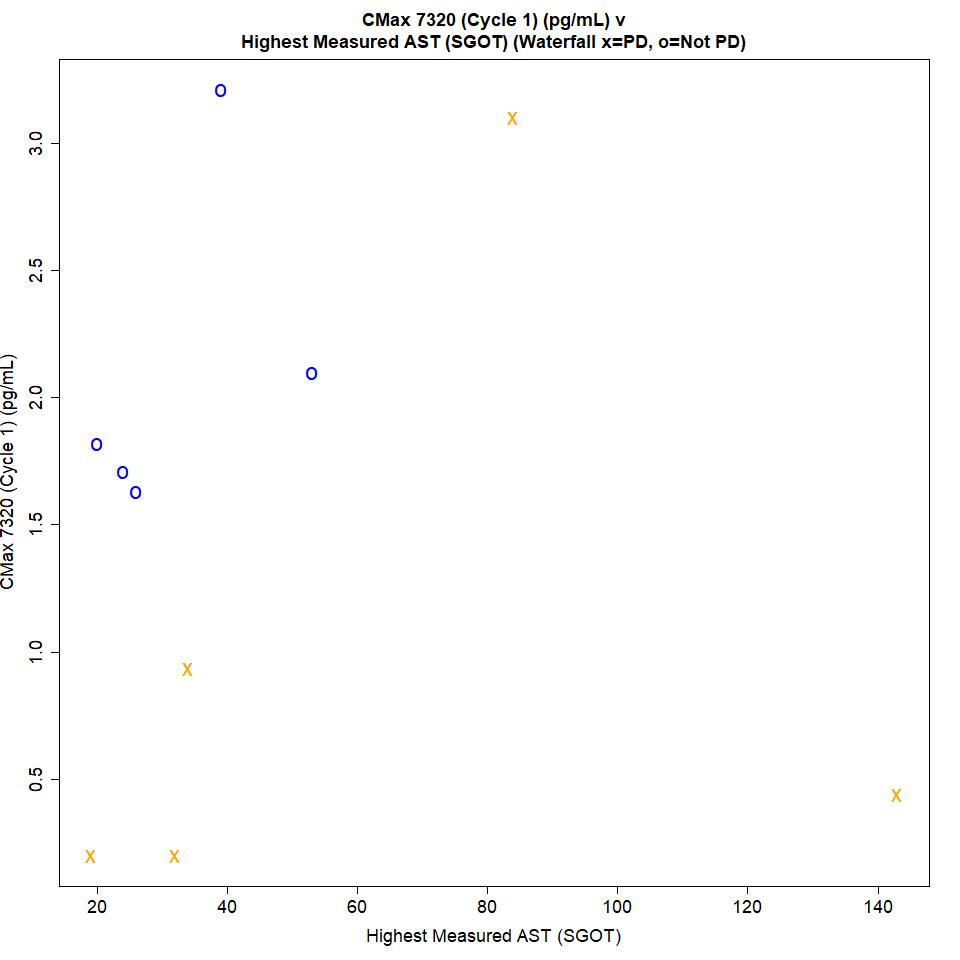 CMax 7320 (Cycle 1) (pg/mL) v
Highest Measured AST (SGOT) (Waterfall x=PD, o=Not PD)
CMax 7320 (Cycle 1) (pg/mL)
3.0
2.5
2.0
1.5
1.0
0.5
o
x
o
o
o
o
x
x
x
x
20 40 60 80 100 120 140
Highest Measured AST (SGOT)